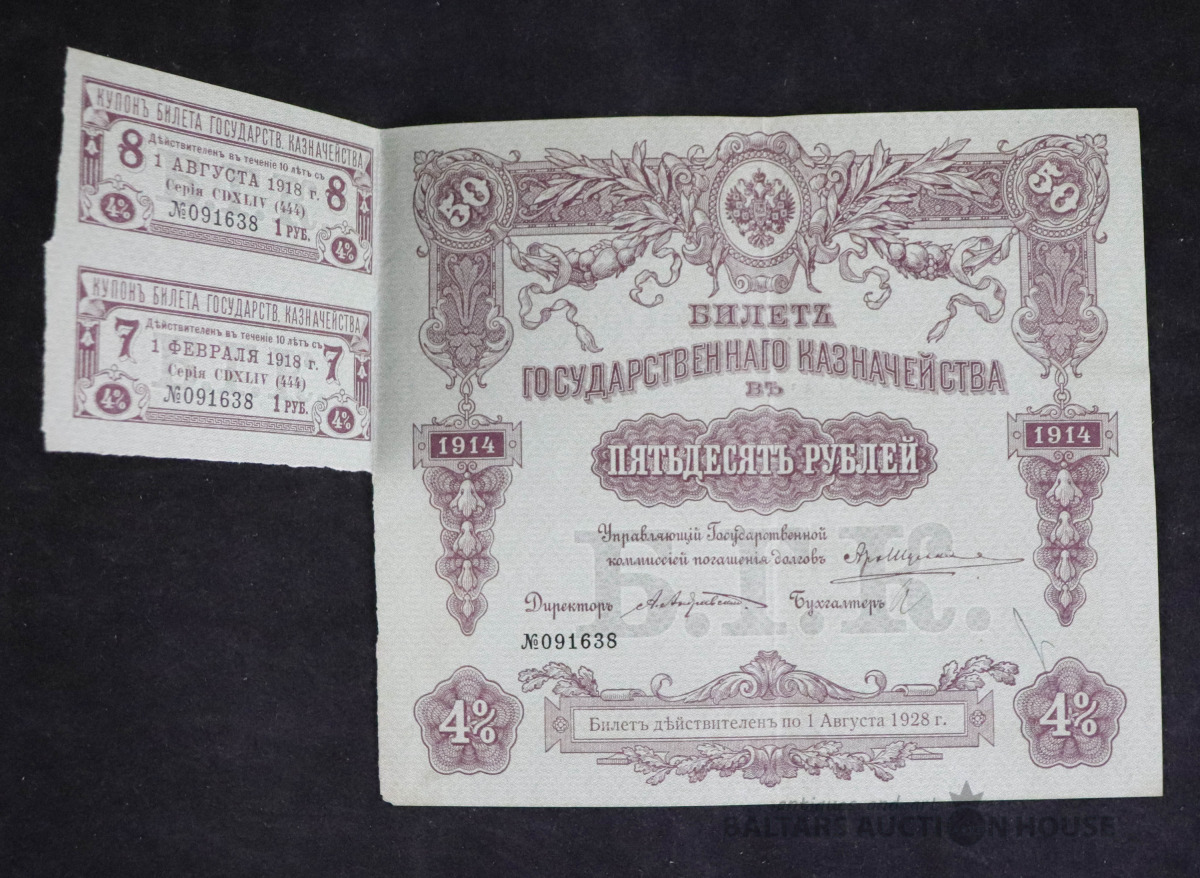 КУПОНЪ БИЛЕТА ГОСУДАРСТВ. КАЗНАЧЕЙСТВА
8 Дѣйствителенъ въ теченіе 10 лѣтъ съ 8
1 АВГУСТА 1918 г.
Серія CDXLIV (444)
4% №091638 1 РУБ. 4%
КУПОНЪ БИЛЕТА ГОСУДАРСТВ. КАЗНАЧЕЙСТВА
7 Дѣйствителенъ въ теченіе 10 лѣтъ съ 7
1 ФЕВРАЛЯ 1918 г.
Серія CDXLIV (444)
4% №091638 1 РУБ. 4%
50 50
БИЛЕТЪ
ГОСУДАРСТВЕННАГО КАЗНАЧЕЙСТВА
ВЪ
1914 1914
ПЯТЬДЕСЯТЪ РУБЛЕЙ
Управляющій Государственной
коммиссіей погашенія долговъ
Директоръ Бухгалтеръ
Б.Г.К.
№091638
4% 4%
Билетъ дѣйствителенъ по 1 Августа 1928 г.
BALTARS AUCTION HOUSE